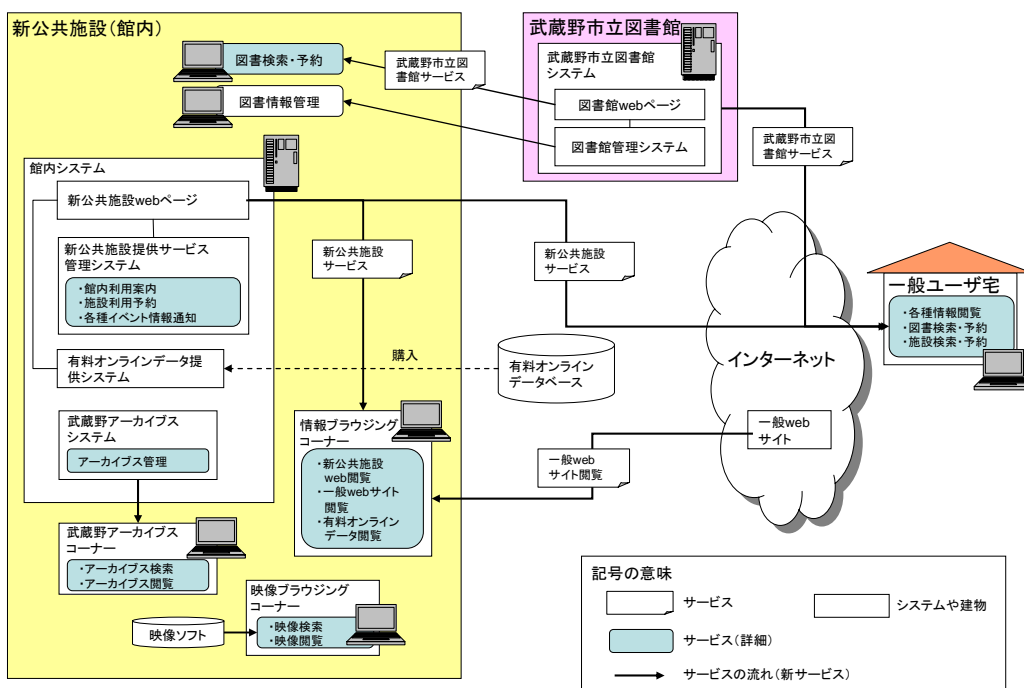 新公共施設(館内)
図書検索・予約
図書情報管理
武蔵野市立図
書館サービス
武蔵野市立図書館
武蔵野市立図書館
システム
図書館webページ
図書館管理システム
武蔵野市立図
書館サービス
館内システム
新公共施設webページ
新公共施設提供サービス
管理システム
・館内利用案内
・施設利用予約
・各種イベント情報通知
有料オンラインデータ提
供システム
新公共施設
サービス
新公共施設
サービス
購入
有料オンライン
データベース
インターネット
一般ユーザ宅
・各種情報閲覧
・図書検索・予約
・施設検索・予約
武蔵野アーカイブス
システム
アーカイブス管理
情報ブラウジング
コーナー
・新公共施設
web閲覧
・一般webサイト
閲覧
・有料オンライン
データ閲覧
一般web
サイト閲覧
一般web
サイト
武蔵野アーカイブス
コーナー
・アーカイブス検索
・アーカイブス閲覧
映像ソフト
映像ブラウジング
コーナー
・映像検索
・映像閲覧
記号の意味
サービス
システムや建物
サービス(詳細)
サービスの流れ(新サービス)